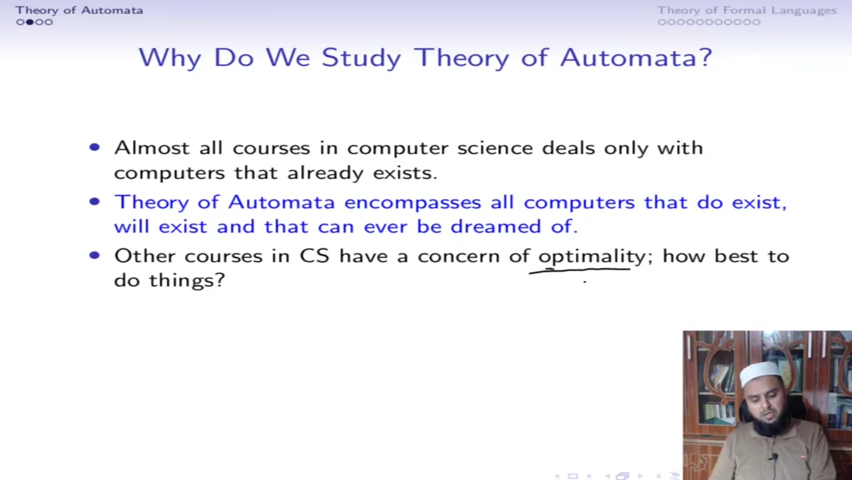 Theory of Automata
Theory of Formal Languages
Why Do We Study Theory of Automata?
Almost all courses in computer science deals only with
computers that already exists.
Theory of Automata encompasses all computers that do exist,
will exist and that can ever be dreamed of.
Other courses in CS have a concern of optimality; how best to
do things?